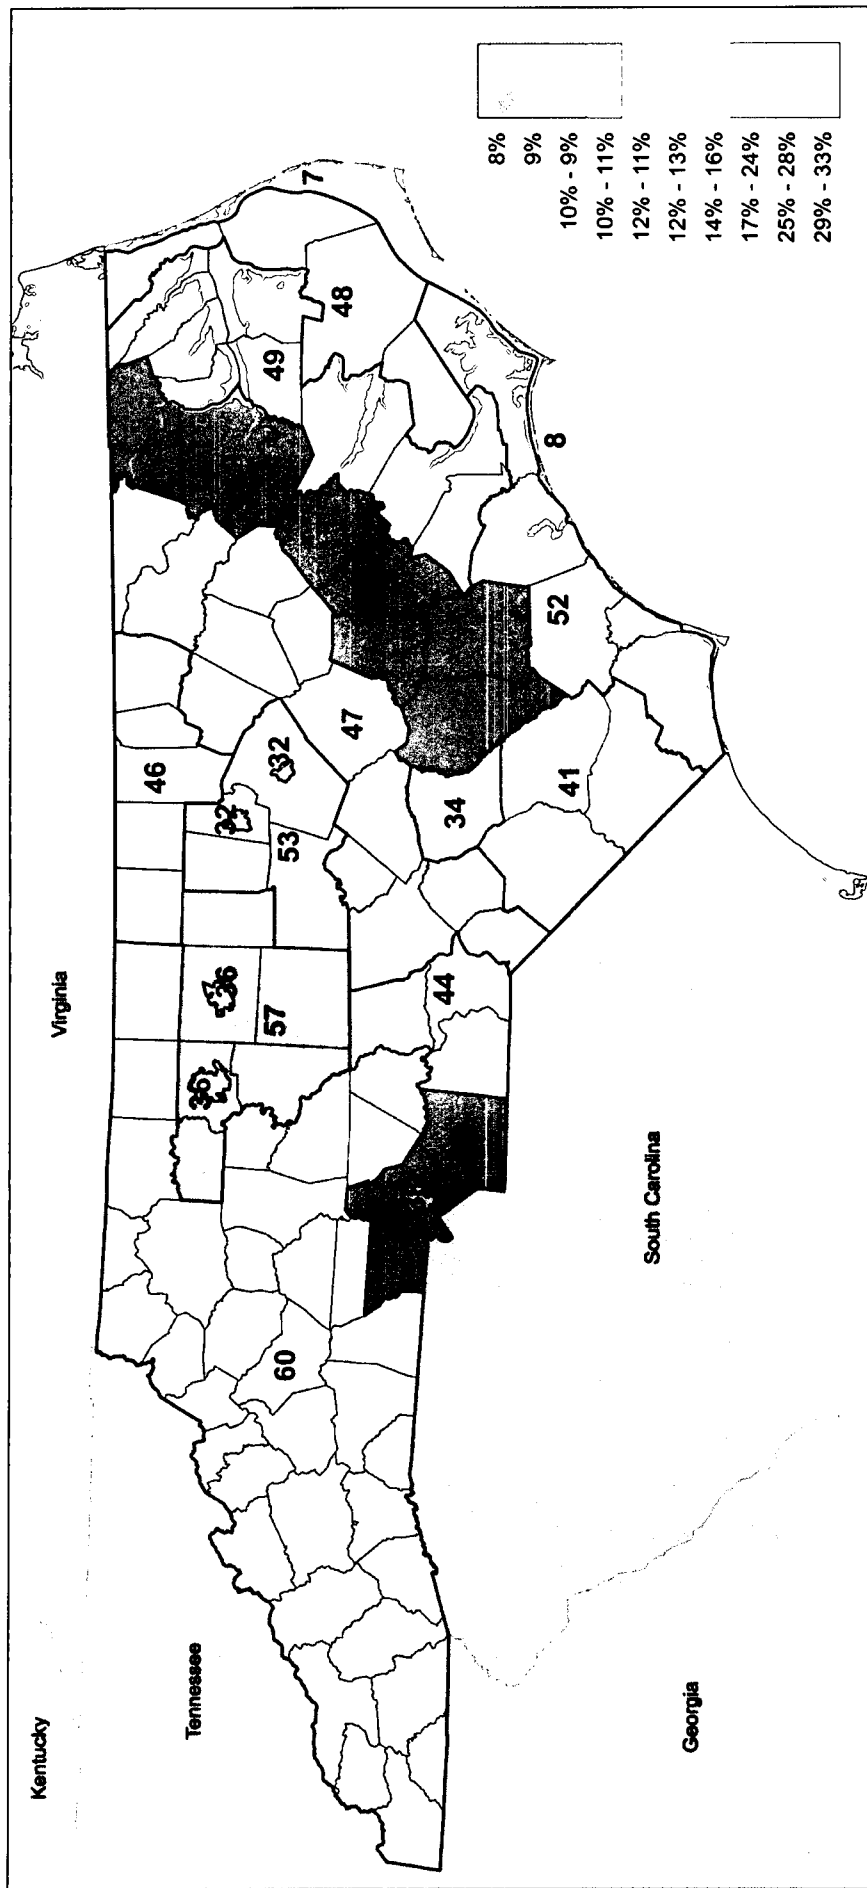 Kentucky
Virginia
Tennessee
Georgia
South Carolina
36
36
57
46
32
32
53
47
34
44
41
60
7
48
49
8
52
8%
9%
10% - 9%
10% - 11%
12% - 11%
12% - 13%
14% - 16%
17% - 24%
25% - 28%
29% - 33%